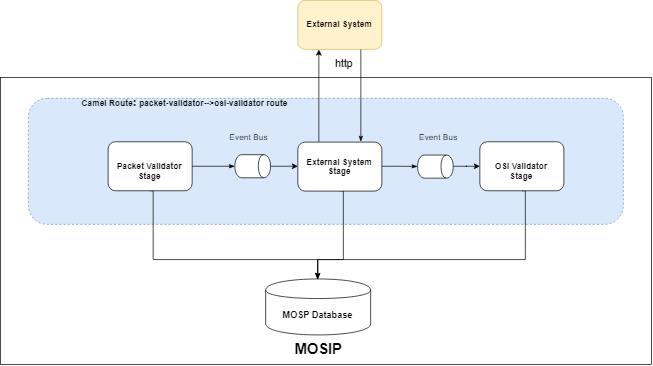 External System
http
Camel Route: packet-validator-->osi-validator route
Event Bus
Event Bus
Packet Validator
Stage
External System
Stage
OSI Validator
Stage
MOSP Database
MOSIP